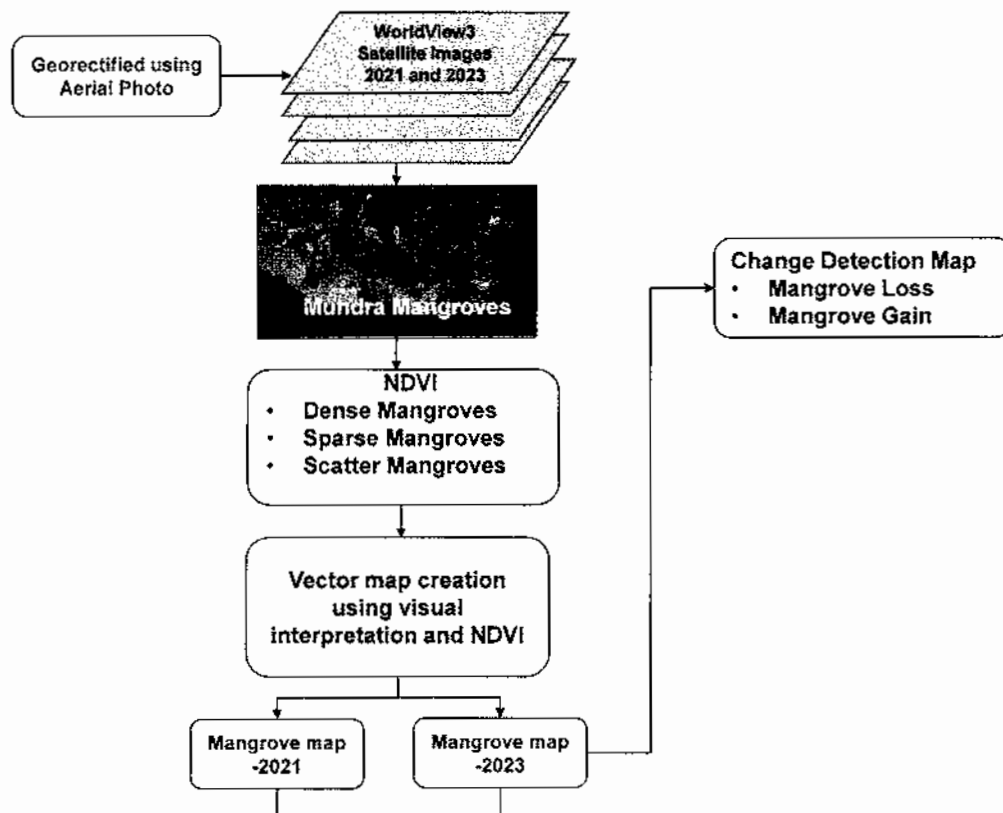 WorldView3
Satellite Images
2021 and 2023
Georectified using
Aerial Photo
Mundra Mangroves
Change Detection Map
• Mangrove Loss
• Mangrove Gain
NDVI
• Dense Mangroves
• Sparse Mangroves
• Scatter Mangroves
Vector map creation
using visual
interpretation and NDVI
Mangrove map
-2021
Mangrove map
-2023